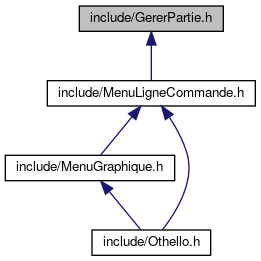 include/GererPartie.h
include/MenuLigneCommande.h
include/MenuGraphique.h
include/Othello.h